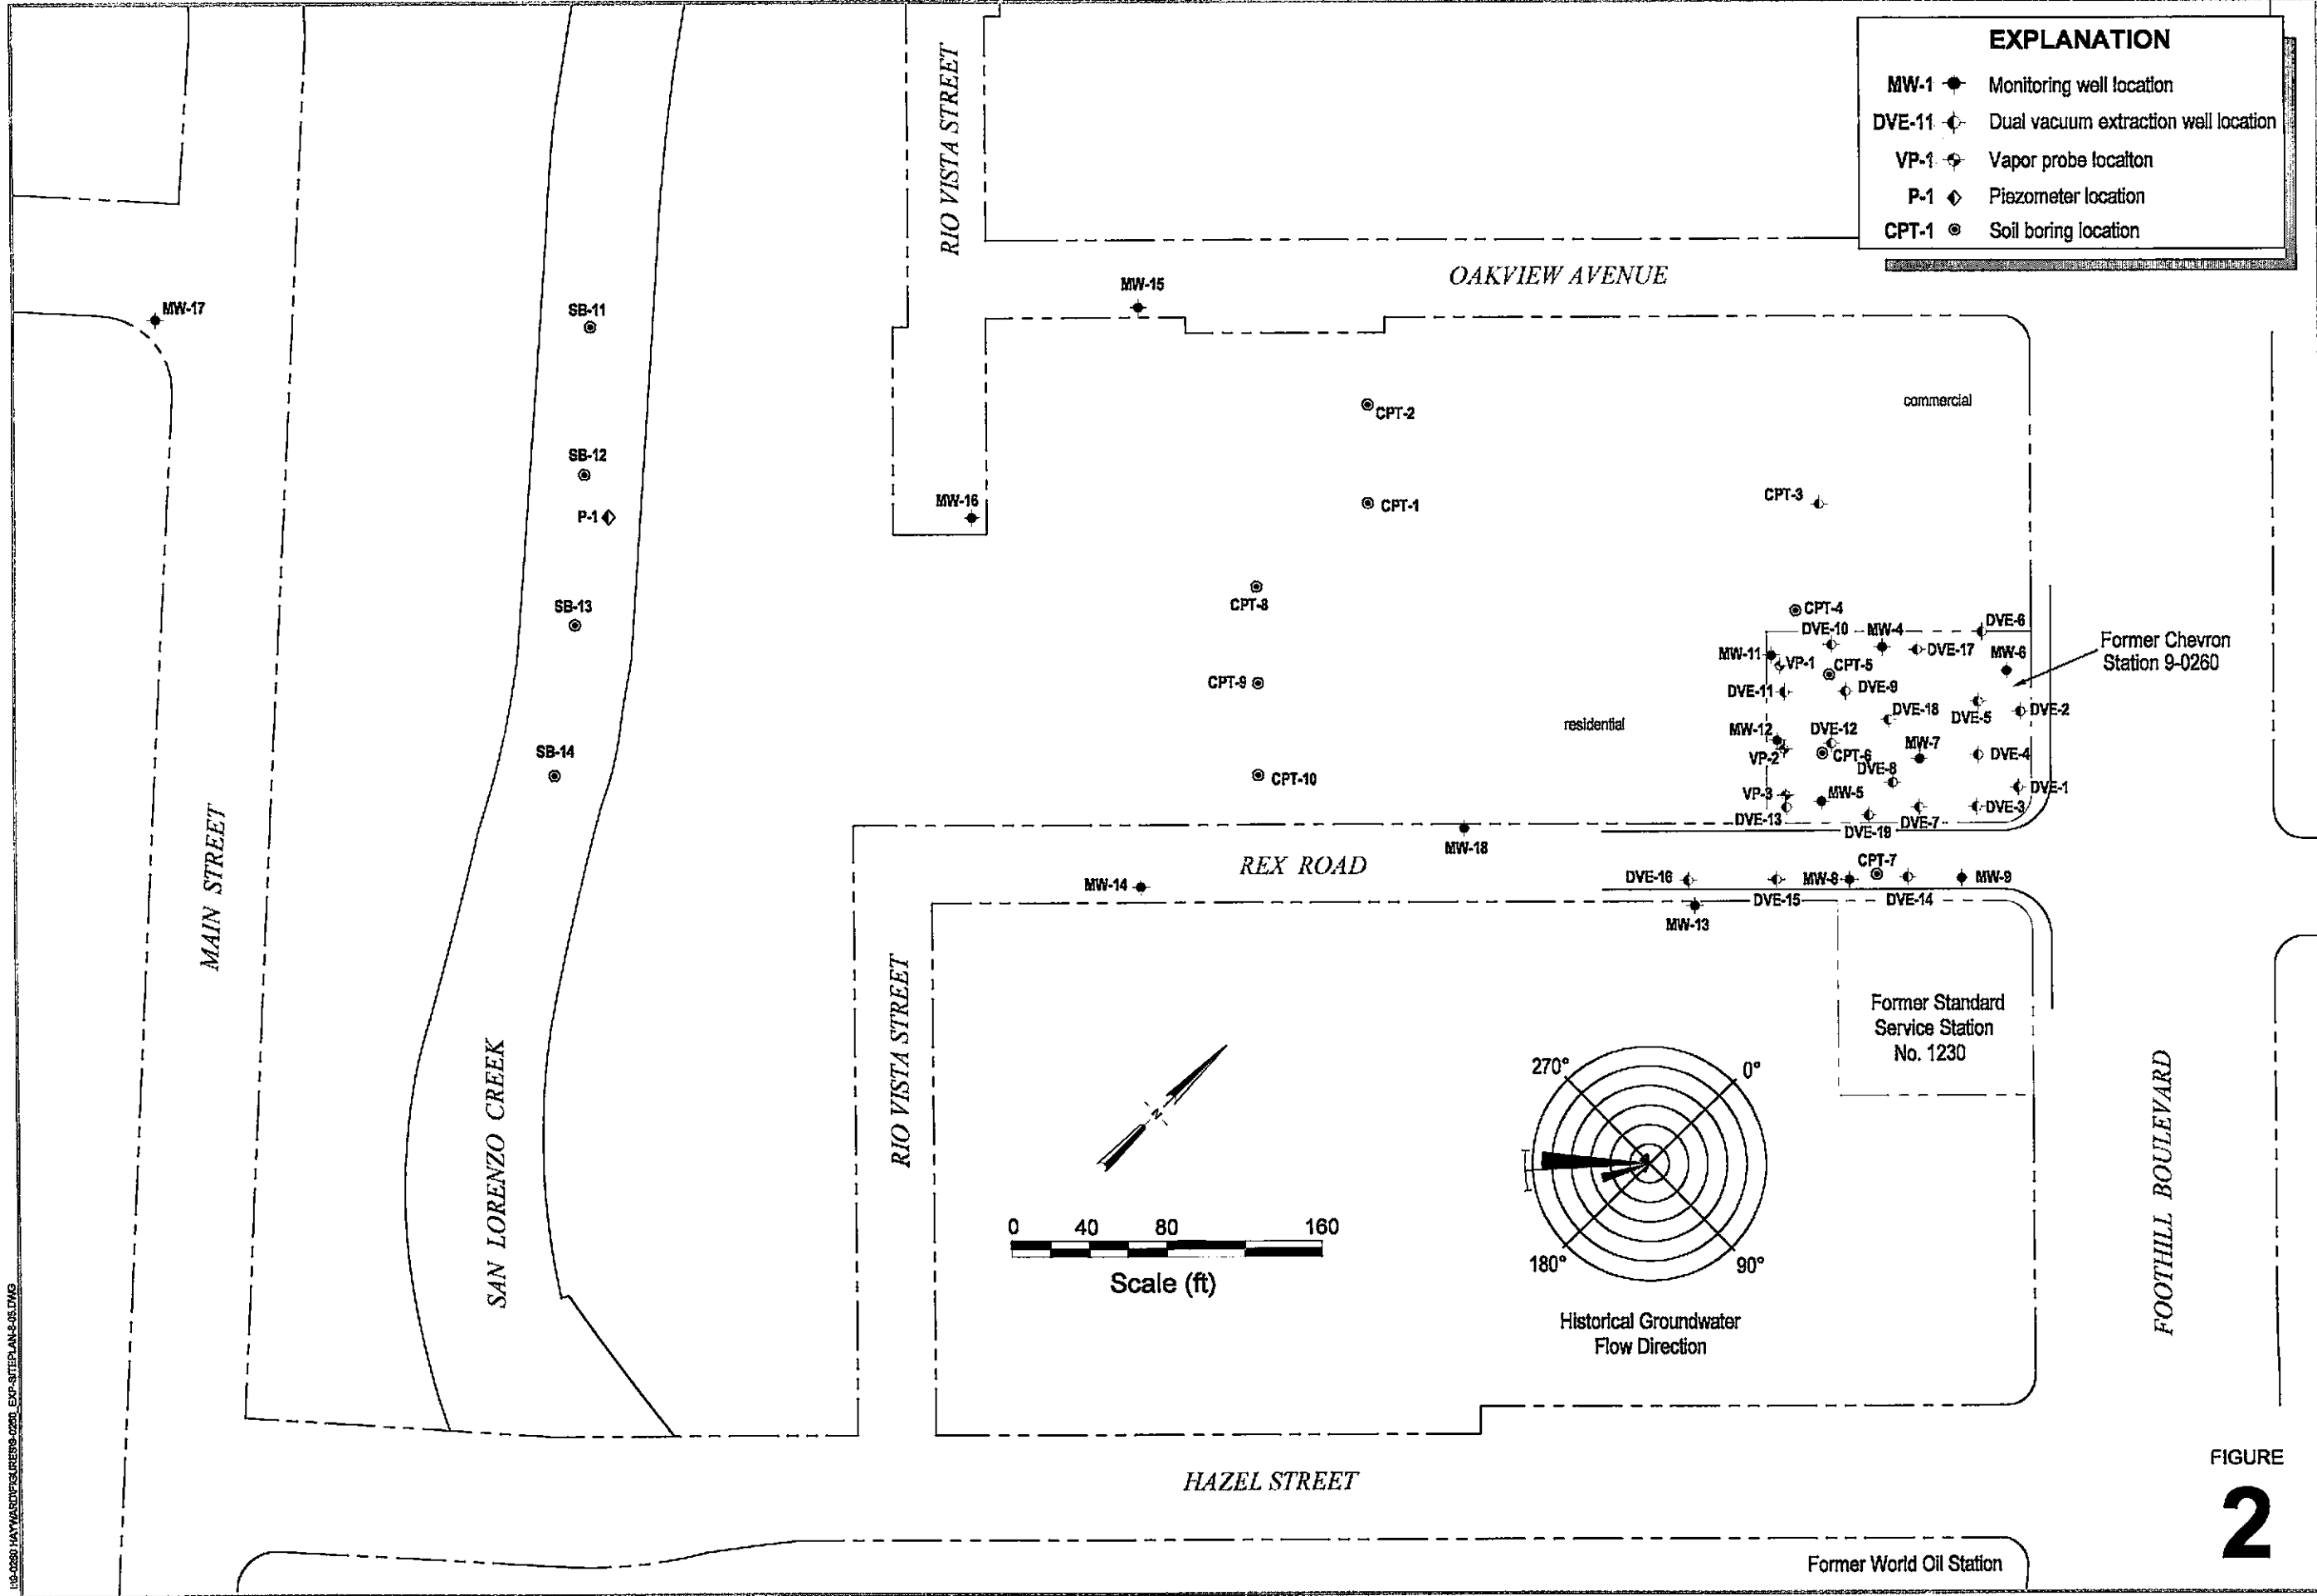 EXPLANATION
MW-1 Monitoring well location
DVE-11 Dual vacuum extraction well location
VP-1 Vapor probe locaiton
P-1 Piezometer location
CPT-1 Soil boring location
RIO VISTA STREET
OAKVIEW AVENUE
MW-15
MW-17
SB-11
CPT-2
commercial
SB-12
P-1
MW-16
CPT-1
CPT-3
SB-13
CPT-8
CPT-4
DVE-6
DVE-10
MW-4
DVE-17
MW-6
Former Chevron
Station 9-0260
MW-11
VP-1
CPT-5
CPT-9
DVE-11
DVE-9
DVE-18
DVE-5
DVE-2
residential
MW-12
DVE-12
MW-7
SB-14
VP-2
CPT-6
DVE-4
DVE-8
CPT-10
DVE-1
VP-3
MW-5
DVE-3
DVE-13
DVE-19
DVE-7
MW-18
MAIN STREET
REX ROAD
CPT-7
MW-14
DVE-16
MW-8
MW-9
DVE-15
DVE-14
MW-13
RIO VISTA STREET
SAN LORENZO CREEK
Former Standard
Service Station
No. 1230
FOOTHILL BOULEVARD
N
270°
0°
180°
90°
Historical Groundwater
Flow Direction
0 40 80 160
Scale (ft)
HAZEL STREET
FIGURE
2
Former World Oil Station